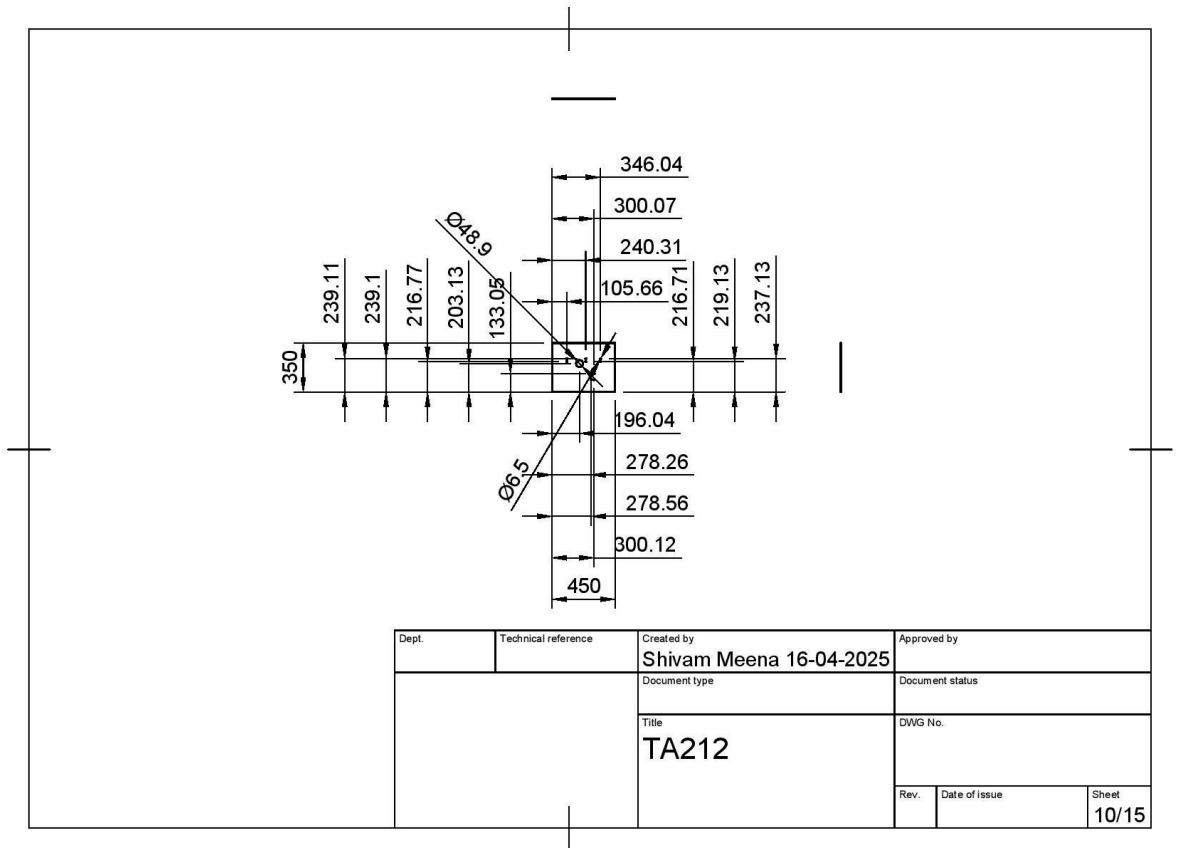 346.04
300.07
Ø48.9
240.31
239.11
239.1
216.77
203.13
133.05
105.66
216.71
219.13
237.13
350
196.04
Ø6.5
278.26
278.56
300.12
450
Dept.
Technical reference
Created by
Shivam Meena 16-04-2025
Approved by
Document type
Document status
Title
TA212
DWG No.
Rev.
Date of issue
Sheet
10/15